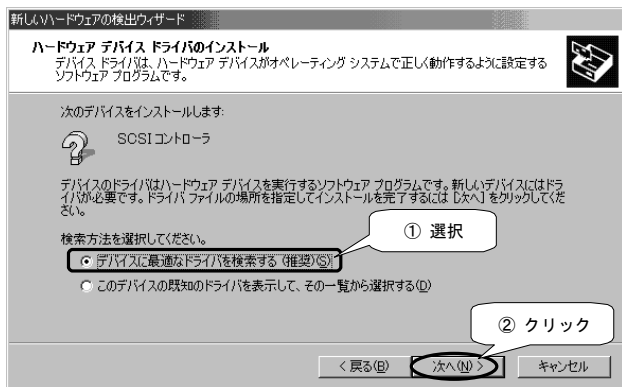 新しいハードウェアの検出ウィザード
ハードウェア デバイス ドライバのインストール
デバイス ドライバは、ハードウェア デバイスがオペレーティング システムで正しく動作するように設定する
ソフトウェア プログラムです。
次のデバイスをインストールします:
SCSIコントローラ
デバイスのドライバはハードウェア デバイスを実行するソフトウェア プログラムです。新しいデバイスにはドラ
イバが必要です。ドライバ ファイルの場所を指定してインストールを完了するには [次へ] をクリックしてくだ
さい。
検索方法を選択してください。
① 選択
デバイスに最適なドライバを検索する (推奨)(S)
このデバイスの既知のドライバを表示して、その一覧から選択する(D)
② クリック
< 戻る(B)
次へ(N) >
キャンセル